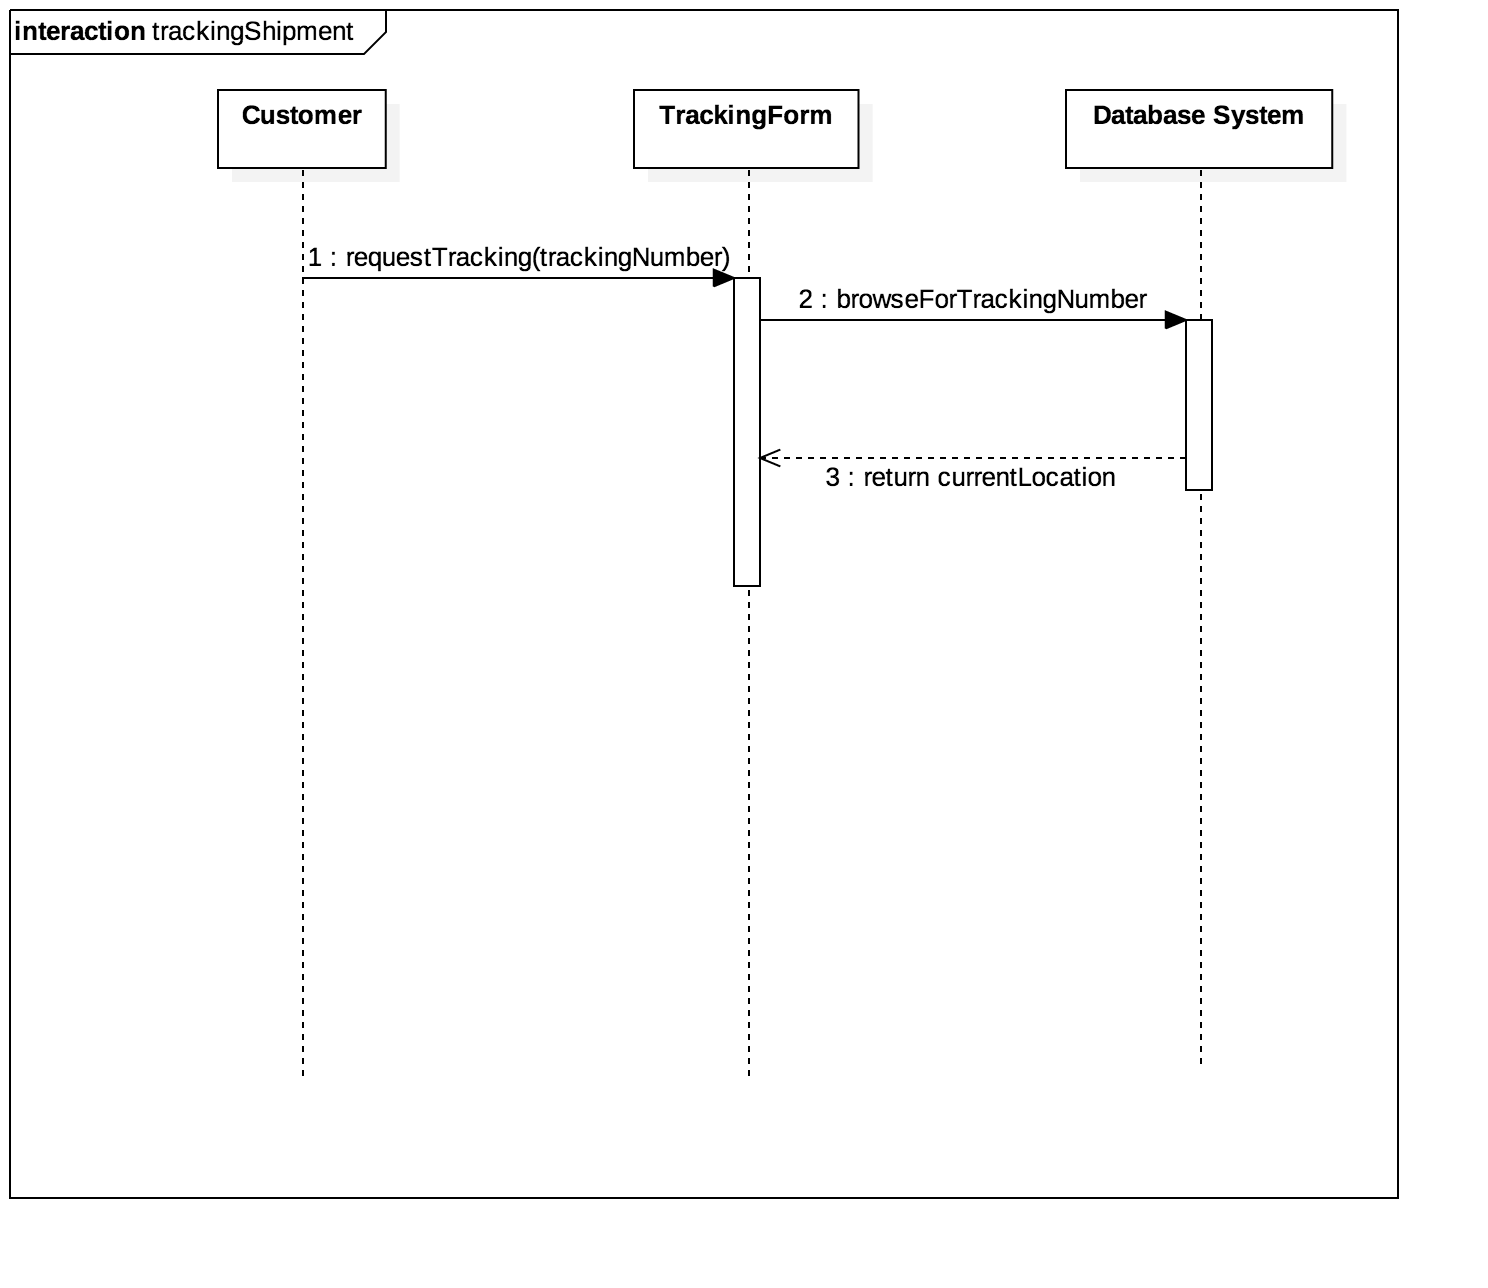 interaction trackingShipment
Customer
TrackingForm
Database System
1 : requestTracking(trackingNumber)
2 : browseForTrackingNumber
3 : return currentLocation